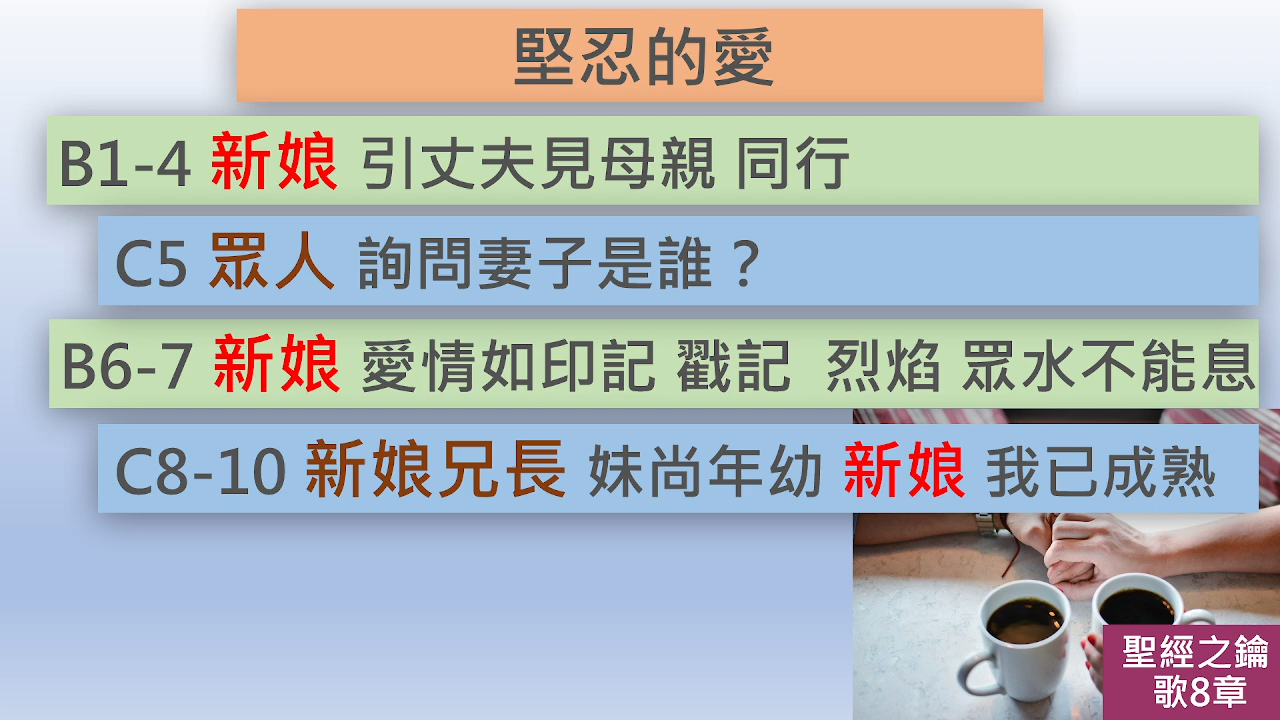 堅忍的愛
B1-4 新娘 引丈夫見母親 同行
C5 眾人 詢問妻子是誰？
B6-7 新娘 愛情如印記 戳記 烈焰 眾水不能息
C8-10 新娘兄長 妹尚年幼 新娘 我已成熟
聖經之鑰
歌8章